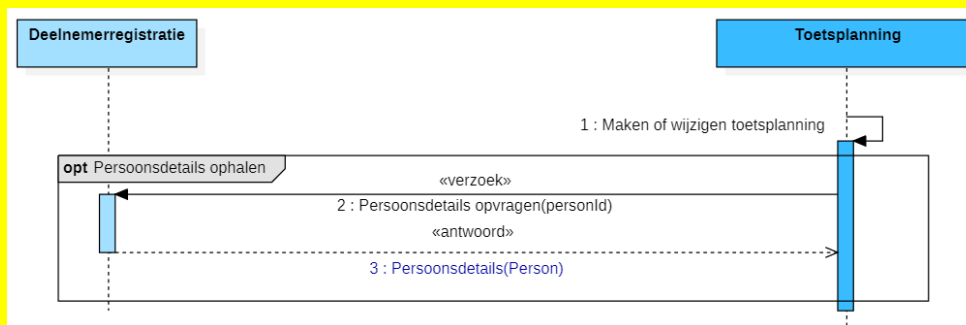 Deelnemerregistratie
Toetsplanning
1 : Maken of wijzigen toetsplanning
opt Persoonsdetails ophalen
«verzoek»
2 : Persoonsdetails opvragen(personId)
«antwoord»
3 : Persoonsdetails(Person)